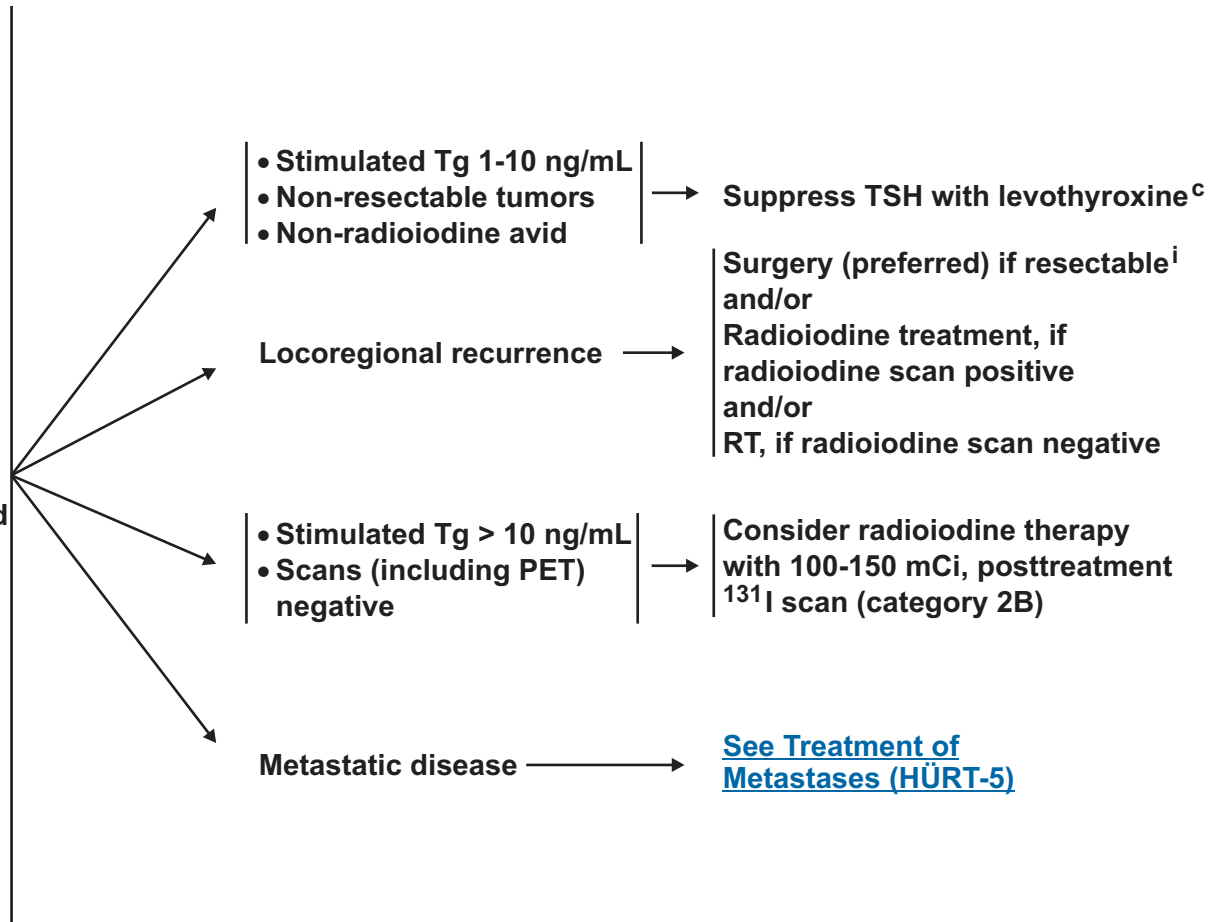 • Stimulated Tg 1-10 ng/mL
• Non-resectable tumors
• Non-radioiodine avid
Suppress TSH with levothyroxine c
Locoregional recurrence
Surgery (preferred) if resectable i
and/or
Radioiodine treatment, if
radioiodine scan positive
and/or
RT, if radioiodine scan negative
d
• Stimulated Tg > 10 ng/mL
• Scans (including PET)
negative
Consider radioiodine therapy
with 100-150 mCi, posttreatment
131I scan (category 2B)
Metastatic disease
See Treatment of
Metastases (HÜRT-5)